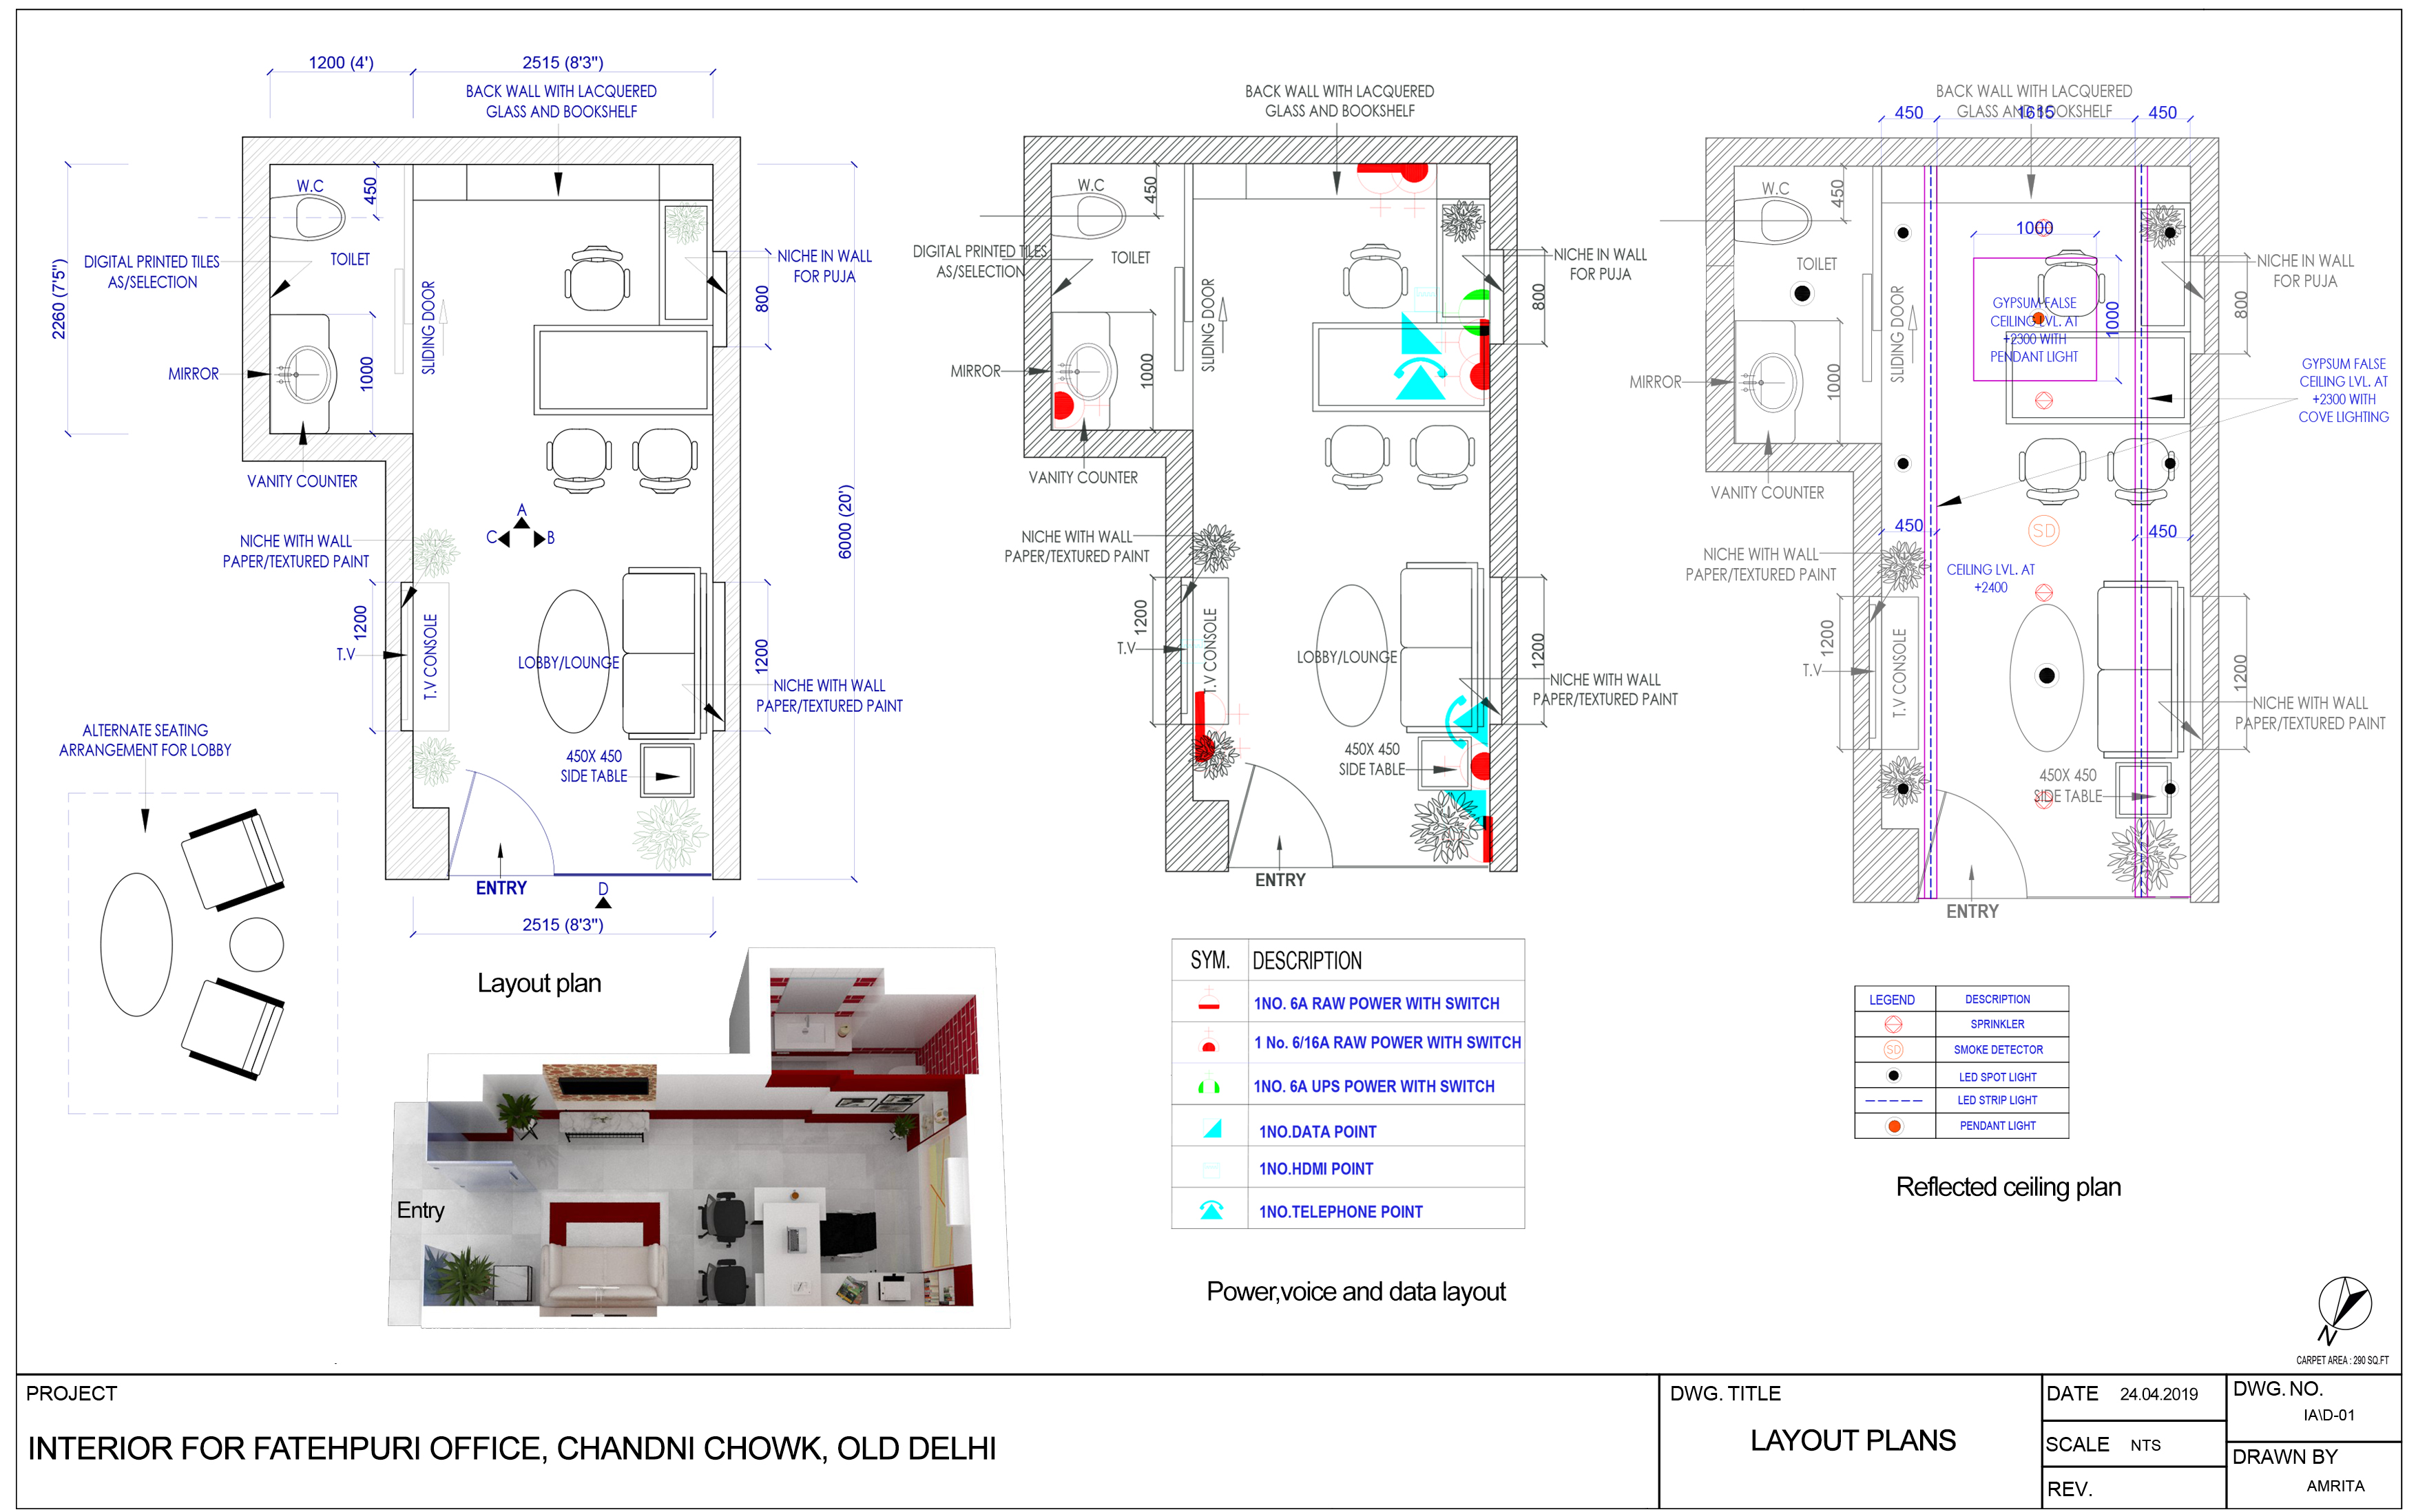 1200 (4')
2515 (8'3")
BACK WALL WITH LACQUERED
GLASS AND BOOKSHELF
W.C
450
TOILET
DIGITAL PRINTED TILES
AS/SELECTION
2260 (7'5")
SLIDING DOOR
NICHE IN WALL
FOR PUJA
800
MIRROR
1000
VANITY COUNTER
A
C
B
6000 (20')
NICHE WITH WALL
PAPER/TEXTURED PAINT
1200
T.V
T.V CONSOLE
LOBBY/LOUNGE
1200
NICHE WITH WALL
PAPER/TEXTURED PAINT
ALTERNATE SEATING
ARRANGEMENT FOR LOBBY
450X 450
SIDE TABLE
ENTRY
D
2515 (8'3")
Layout plan
Entry
BACK WALL WITH LACQUERED
GLASS AND BOOKSHELF
W.C
450
TOILET
DIGITAL PRINTED TILES
AS/SELECTION
SLIDING DOOR
NICHE IN WALL
FOR PUJA
800
MIRROR
1000
VANITY COUNTER
NICHE WITH WALL
PAPER/TEXTURED PAINT
1200
T.V
T.V CONSOLE
LOBBY/LOUNGE
1200
NICHE WITH WALL
PAPER/TEXTURED PAINT
450X 450
SIDE TABLE
ENTRY
SYM. DESCRIPTION
1NO. 6A RAW POWER WITH SWITCH
1 No. 6/16A RAW POWER WITH SWITCH
1NO. 6A UPS POWER WITH SWITCH
1NO.DATA POINT
1NO.HDMI POINT
1NO.TELEPHONE POINT
Power,voice and data layout
BACK WALL WITH LACQUERED
GLASS AND BOOKSHELF
450
1615
450
W.C
450
TOILET
1000
1000
SLIDING DOOR
GYPSUM FALSE
CEILING LVL. AT
+2300 WITH
PENDANT LIGHT
NICHE IN WALL
FOR PUJA
800
MIRROR
1000
GYPSUM FALSE
CEILING LVL. AT
+2300 WITH
COVE LIGHTING
VANITY COUNTER
450
SD
450
NICHE WITH WALL
PAPER/TEXTURED PAINT
CEILING LVL. AT
+2400
1200
T.V
T.V CONSOLE
1200
NICHE WITH WALL
PAPER/TEXTURED PAINT
450X 450
SIDE TABLE
ENTRY
LEGEND DESCRIPTION
SPRINKLER
SD SMOKE DETECTOR
LED SPOT LIGHT
LED STRIP LIGHT
PENDANT LIGHT
Reflected ceiling plan
N
CARPET AREA : 290 SQ.FT
PROJECT
INTERIOR FOR FATEHPURI OFFICE, CHANDNI CHOWK, OLD DELHI
DWG. TITLE
LAYOUT PLANS
DATE 24.04.2019
SCALE NTS
REV.
DWG. NO.
IA\D-01
DRAWN BY
AMRITA